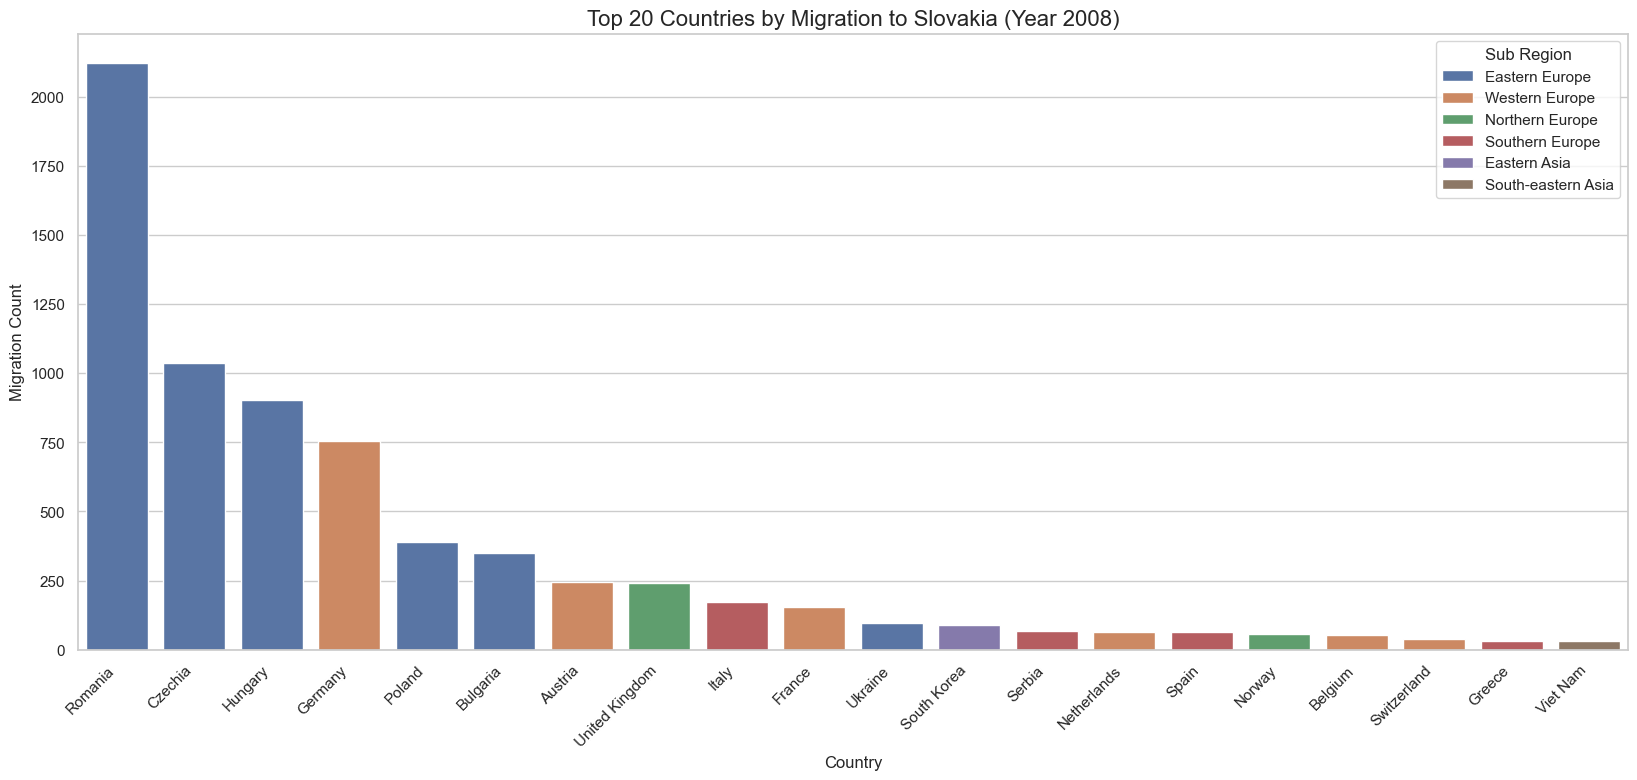 Top 20 Countries by Migration to Slovakia (Year 2008)
Sub Region
Eastern Europe
Western Europe
Northern Europe
Southern Europe
Eastern Asia
South-eastern Asia
Migration Count
2000
1750
1500
1250
1000
750
500
250
0
Romania
Czechia
Hungary
Germany
Poland
Bulgaria
Austria
United Kingdom
Italy
France
Ukraine
South Korea
Serbia
Netherlands
Spain
Norway
Belgium
Switzerland
Greece
Viet Nam
Country